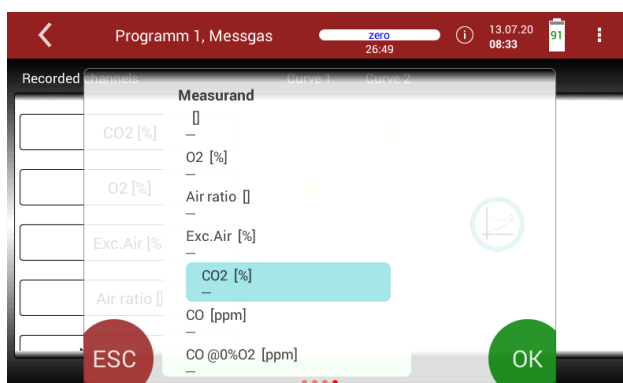 Programm 1, Messgas
zero
26:49
13.07.20
08:33
91
Recorded channels
Curve 1
Curve 2
Measurand
[]
--
CO2 [%]
O2 [%]
--
O2 [%]
Air ratio []
--
Exc.Air [%
Exc.Air [%]
--
CO2 [%]
--
Air ratio []
CO [ppm]
--
CO @0%O2 [ppm]
--
ESC
OK